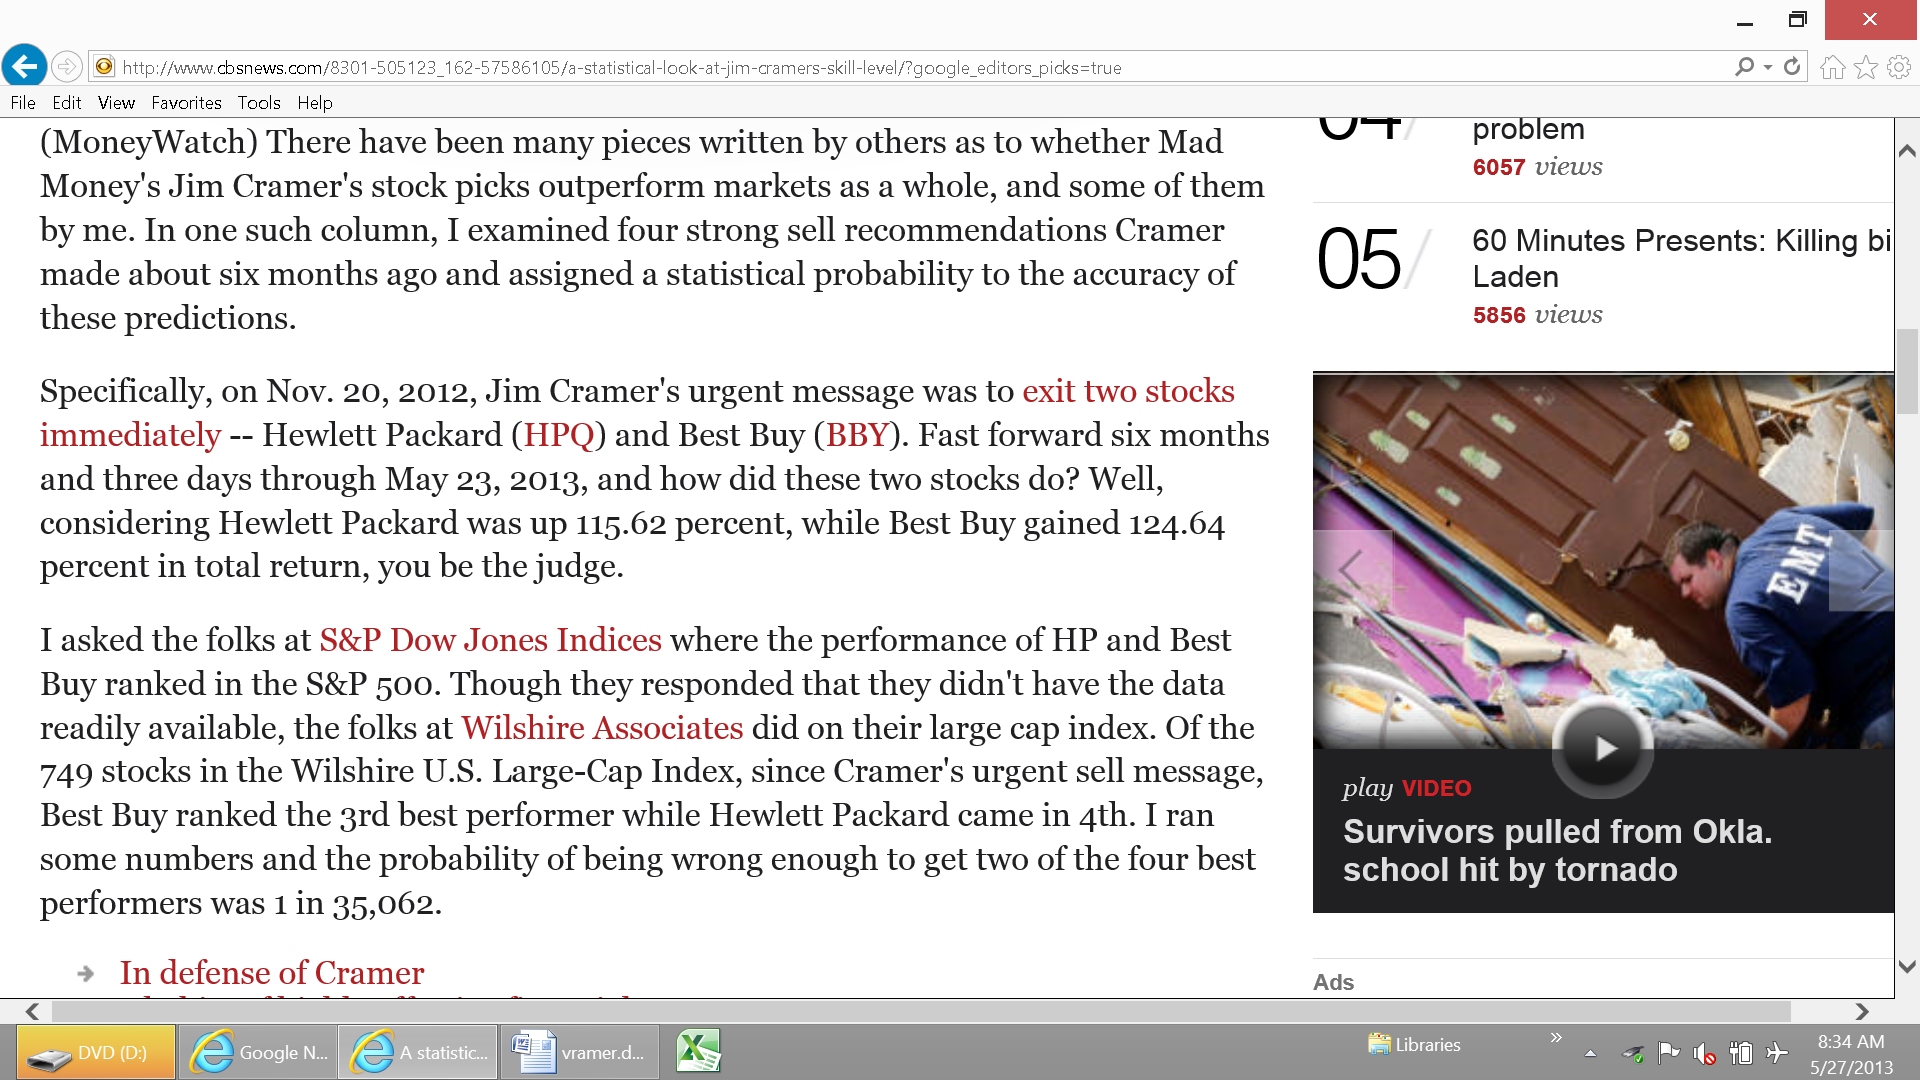 http://www.cbsnews.com/8301-505123_162-57586105/a-statistical-look-at-jim-cramers-skill-level/?google_editors_picks=true
File Edit View Favorites Tools Help
(MoneyWatch) There have been many pieces written by others as to whether Mad
Money's Jim Cramer's stock picks outperform markets as a whole, and some of them
by me. In one such column, I examined four strong sell recommendations Cramer
made about six months ago and assigned a statistical probability to the accuracy of
these predictions.
Specifically, on Nov. 20, 2012, Jim Cramer's urgent message was to exit two stocks
immediately -- Hewlett Packard (HPQ) and Best Buy (BBY). Fast forward six months
and three days through May 23, 2013, and how did these two stocks do? Well,
considering Hewlett Packard was up 115.62 percent, while Best Buy gained 124.64
percent in total return, you be the judge.
I asked the folks at S&P Dow Jones Indices where the performance of HP and Best
Buy ranked in the S&P 500. Though they responded that they didn't have the data
readily available, the folks at Wilshire Associates did on their large cap index. Of the
749 stocks in the Wilshire U.S. Large-Cap Index, since Cramer's urgent sell message,
Best Buy ranked the 3rd best performer while Hewlett Packard came in 4th. I ran
some numbers and the probability of being wrong enough to get two of the four best
performers was 1 in 35,062.
In defense of Cramer
04/
problem
6057 views
05/
60 Minutes Presents: Killing bi
Laden
5856 views
EMT
play VIDEO
Survivors pulled from Okla.
school hit by tornado
Ads
DVD (D:)
Google N...
A statistic...
vramer.d...
Libraries
8:34 AM
5/27/2013